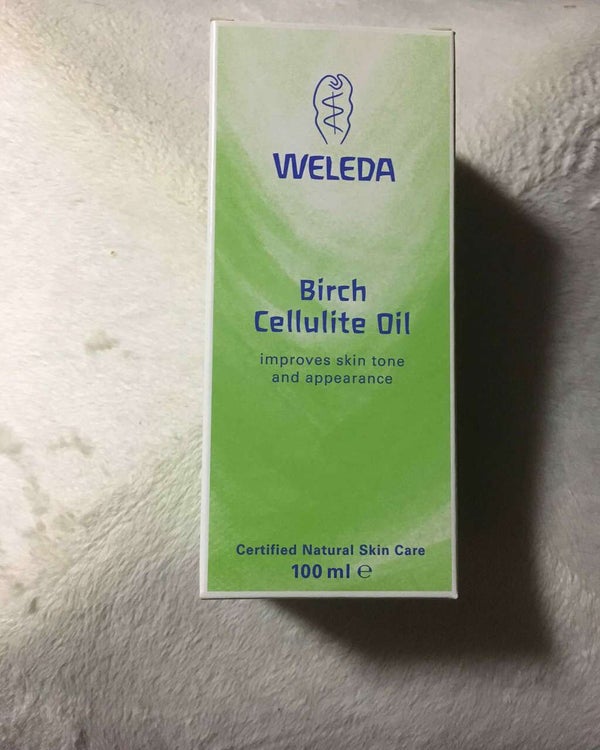 WELEDA
Birch
Cellulite Oil
improves skin tone
and appearance
Certified Natural Skin Care
100 ml ℮